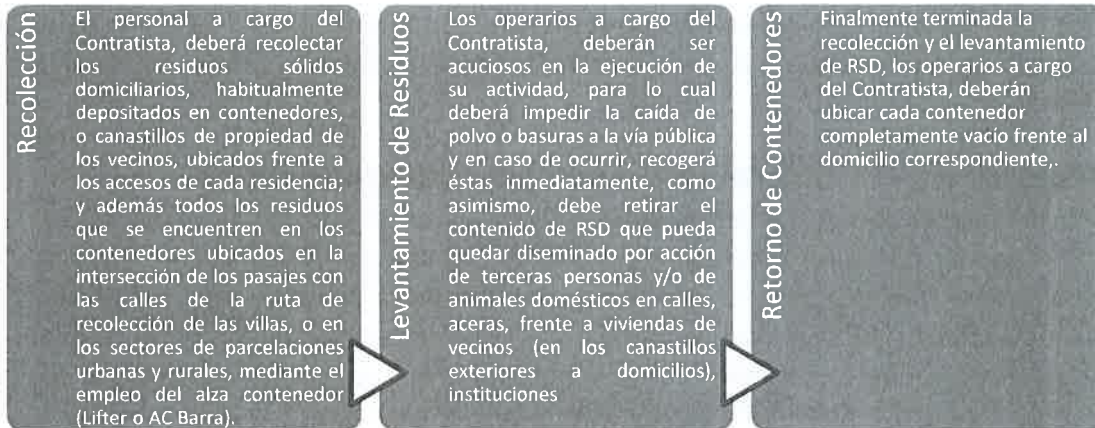 Recolección
El personal a cargo del
Contratista, deberá recolectar
los residuos sólidos
domiciliarios, habitualmente
depositados en contenedores,
o canastillos de propiedad de
los vecinos, ubicados frente a
los accesos de cada residencia;
y además todos los residuos
que se encuentren en los
contenedores ubicados en la
intersección de los pasajes con
las calles de la ruta de
recolección de las villas, o en
los sectores de parcelaciones
urbanas y rurales, mediante el
empleo del alza contenedor
(Lifter o AC Barra).
Levantamiento de Residuos
Los operarios a cargo del
Contratista, deberán ser
acuciosos en la ejecución de
su actividad, para lo cual
deberá impedir la caída de
polvo o basuras a la vía pública
y en caso de ocurrir, recogerá
éstas inmediatamente, como
asimismo, debe retirar el
contenido de RSD que pueda
quedar diseminado por acción
de terceras personas y/o de
animales domésticos en calles,
aceras, frente a viviendas de
vecinos (en los canastillos
exteriores a domicilios),
instituciones
Retorno de Contenedores
Finalmente terminada la
recolección y el levantamiento
de RSD, los operarios a cargo
del Contratista, deberán
ubicar cada contenedor
completamente vacío frente al
domicilio correspondiente,.